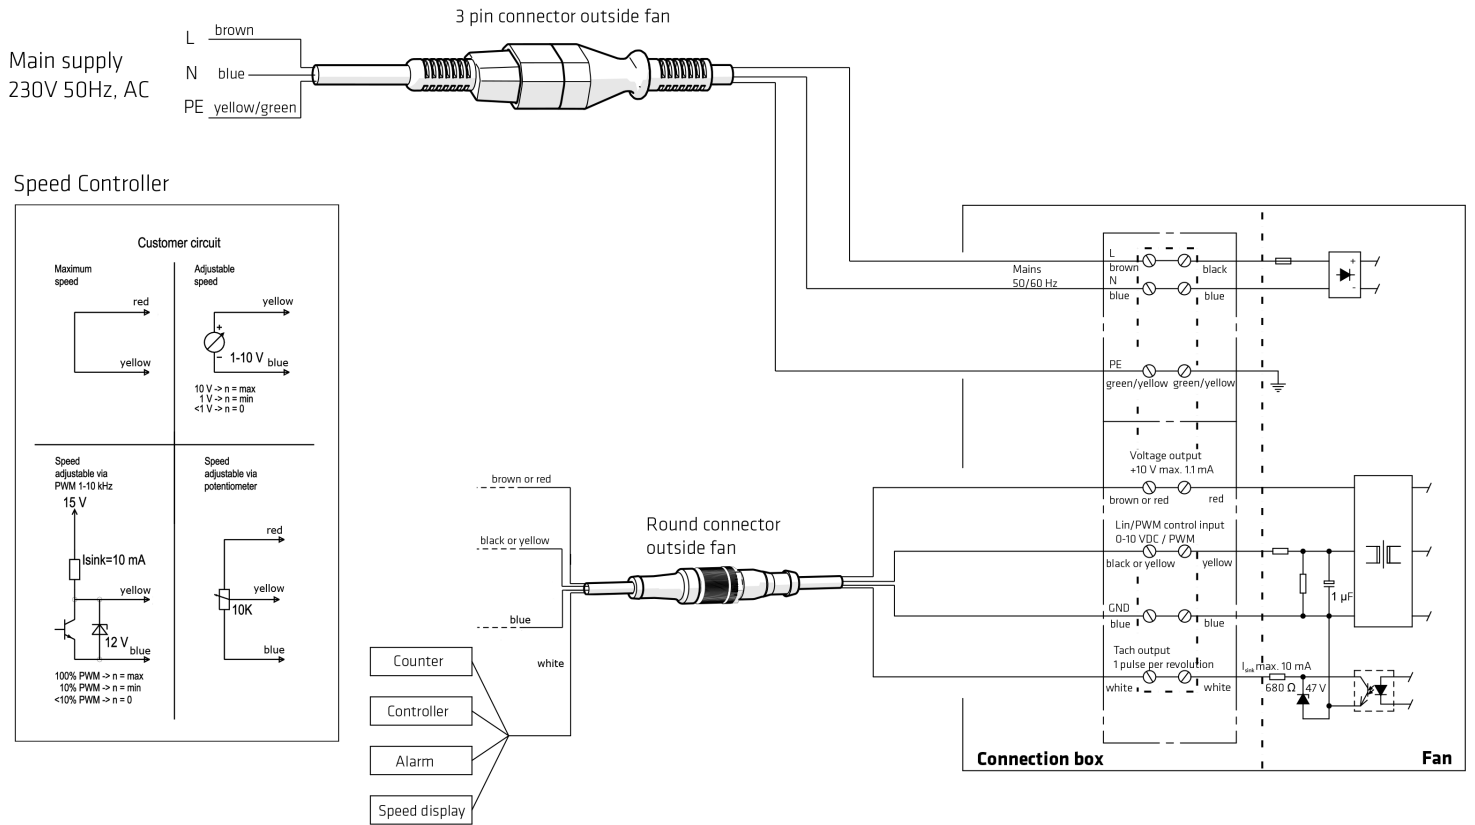 3 pin connector outside fan
Main supply
230V 50Hz, AC
L
brown
N
blue
PE
yellow/green
Speed Controller
Customer circuit
Maximum
speed
red
yellow
Adjustable
speed
yellow
+
−
1-10 V
blue
10 V -> n = max
1 V -> n = min
<1 V -> n = 0
Speed
adjustable via
PWM 1-10 kHz
15 V
Isink=10 mA
yellow
12 V
blue
100% PWM -> n = max
10% PWM -> n = min
<10% PWM -> n = 0
Speed
adjustable via
potentiometer
red
yellow
10K
blue
brown or red
black or yellow
blue
white
Round connector
outside fan
Counter
Controller
Alarm
Speed display
Mains
50/60 Hz
L
brown
black
N
blue
blue
+
-
PE
green/yellow
green/yellow
Voltage output
+10 V max. 1.1 mA
brown or red
red
Lin/PWM control input
0-10 VDC / PWM
black or yellow
yellow
1 µF
GND
blue
blue
Tach output
1 pulse per revolution
white
white
Isink max. 10 mA
680 Ω
47 V
Connection box
Fan